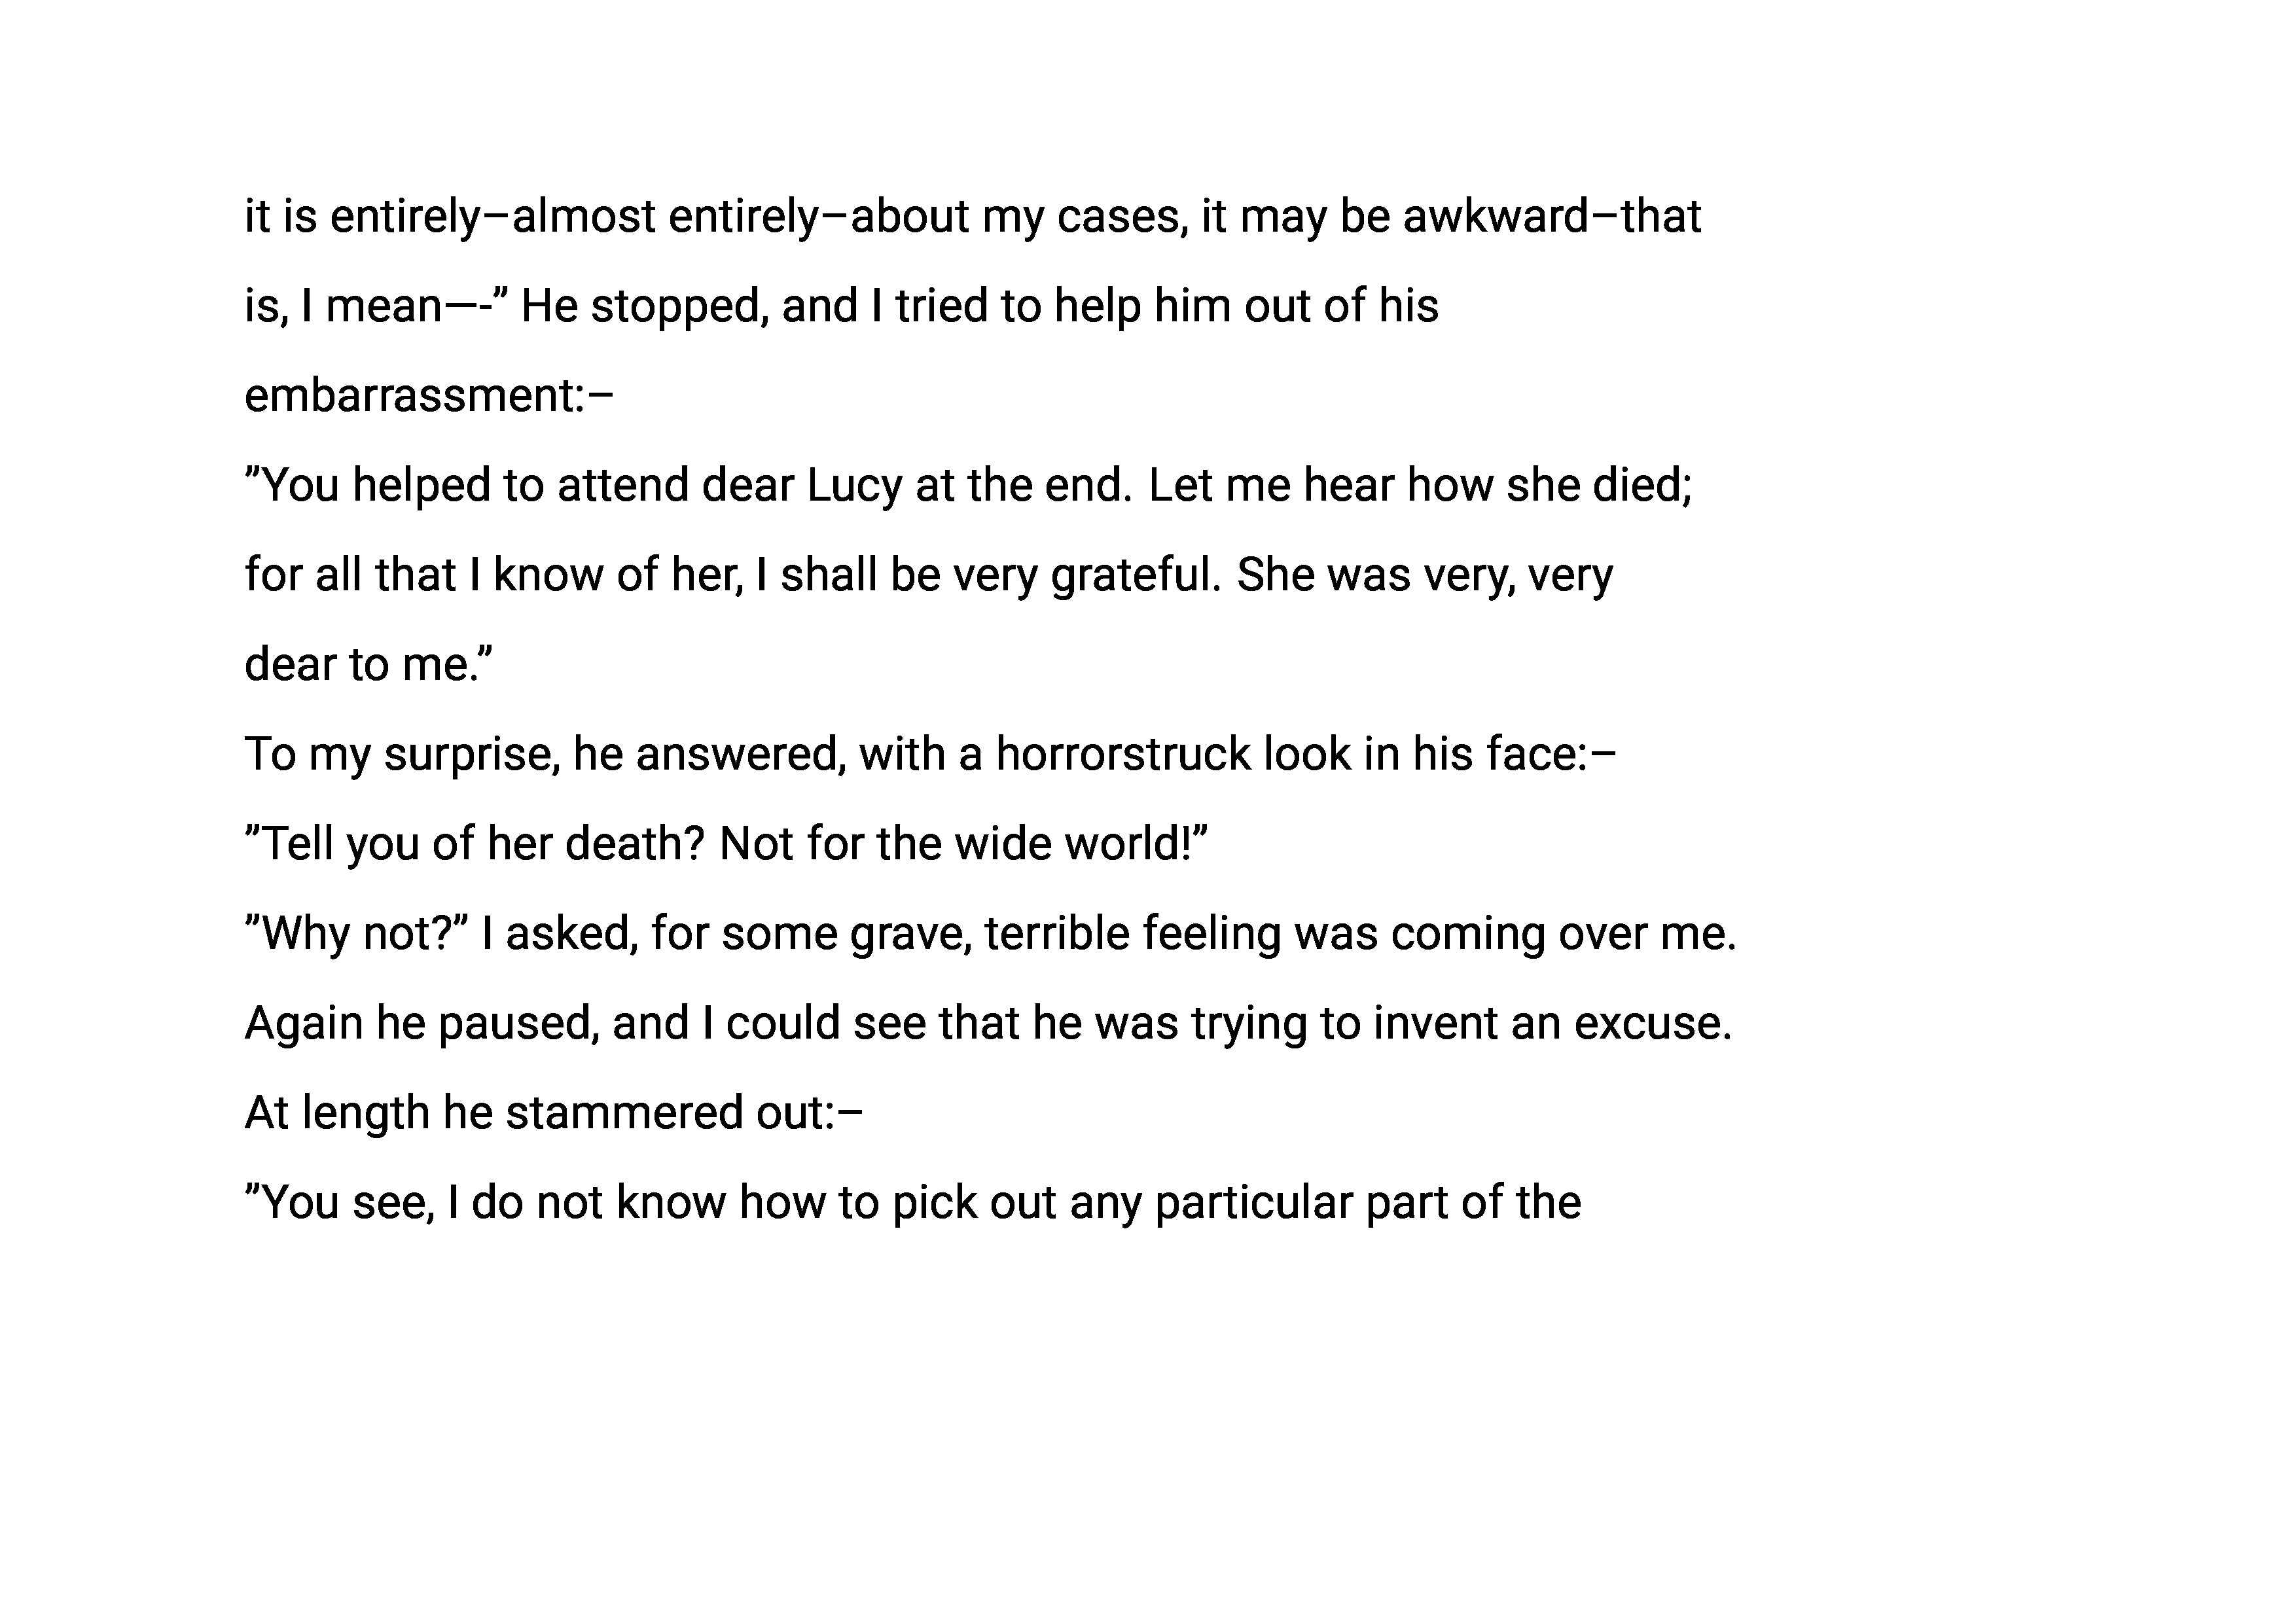 it is entirely–almost entirely–about my cases, it may be awkward–that
is, I mean—-” He stopped, and I tried to help him out of his
embarrassment:–
”You helped to attend dear Lucy at the end. Let me hear how she died;
for all that I know of her, I shall be very grateful. She was very, very
dear to me.”
To my surprise, he answered, with a horrorstruck look in his face:–
”Tell you of her death? Not for the wide world!”
”Why not?” I asked, for some grave, terrible feeling was coming over me.
Again he paused, and I could see that he was trying to invent an excuse.
At length he stammered out:–
”You see, I do not know how to pick out any particular part of the